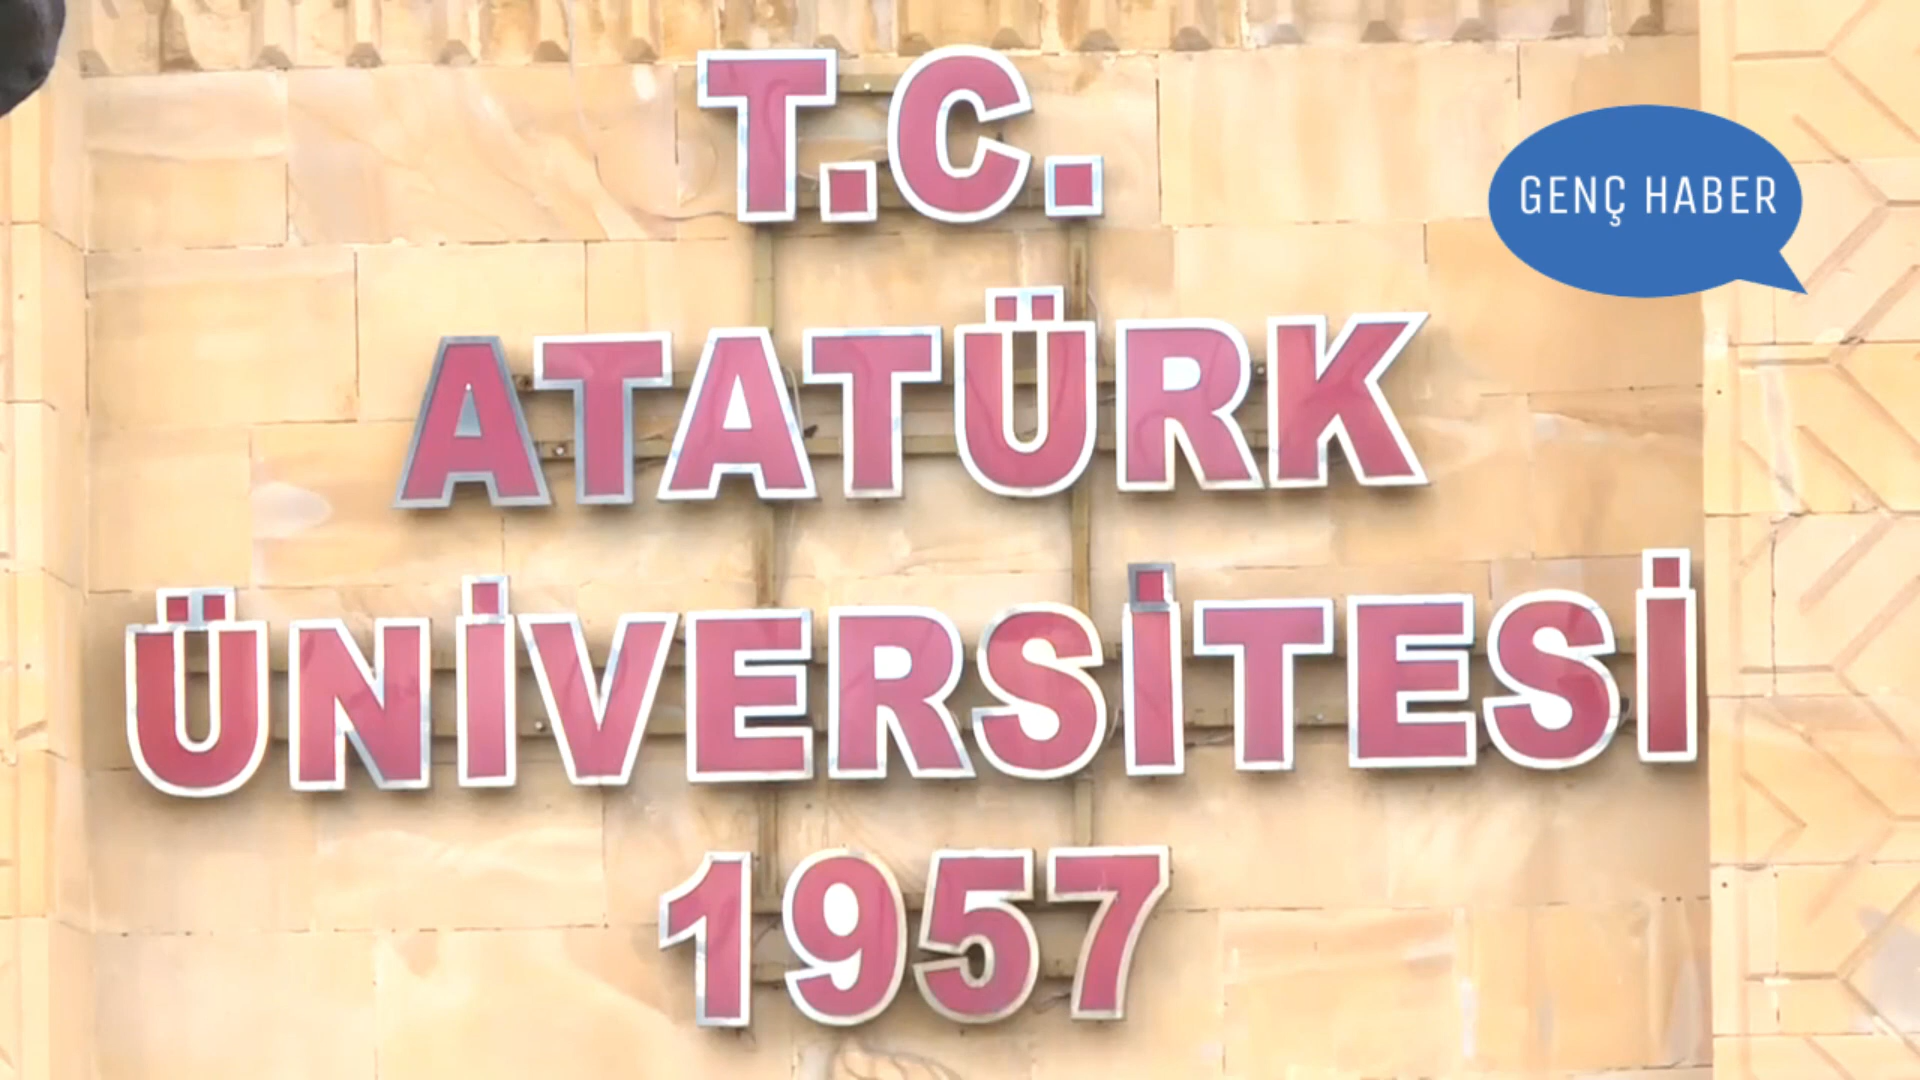 T.C.
GENÇ HABER
ATATÜRK
ÜNİVERSİTESİ
1957